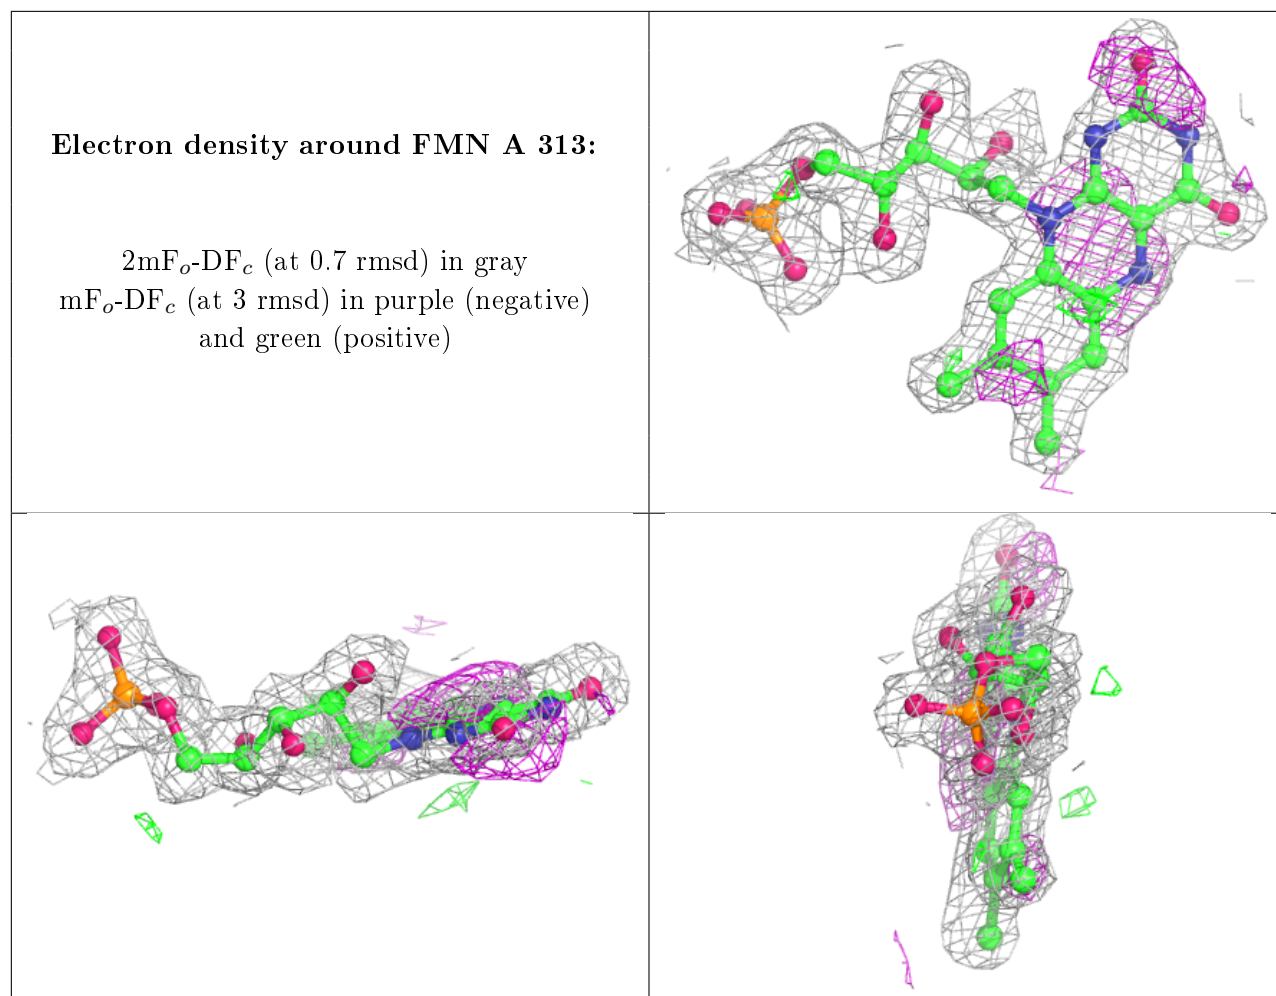 Electron density around FMN A 313:
2mFₒ-DF𝒸 (at 0.7 rmsd) in gray
mFₒ-DF𝒸 (at 3 rmsd) in purple (negative)
and green (positive)